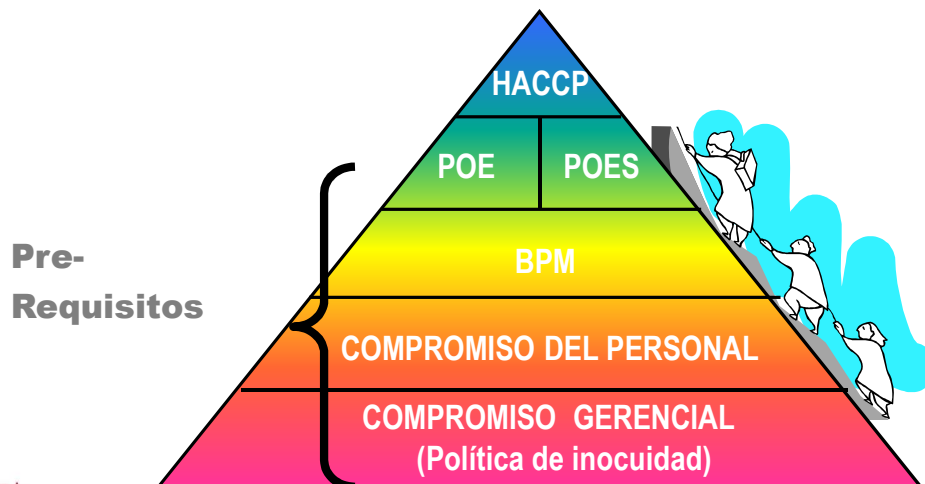 HACCP
POE
POES
BPM
Pre-
Requisitos
COMPROMISO DEL PERSONAL
COMPROMISO GERENCIAL
(Política de inocuidad)